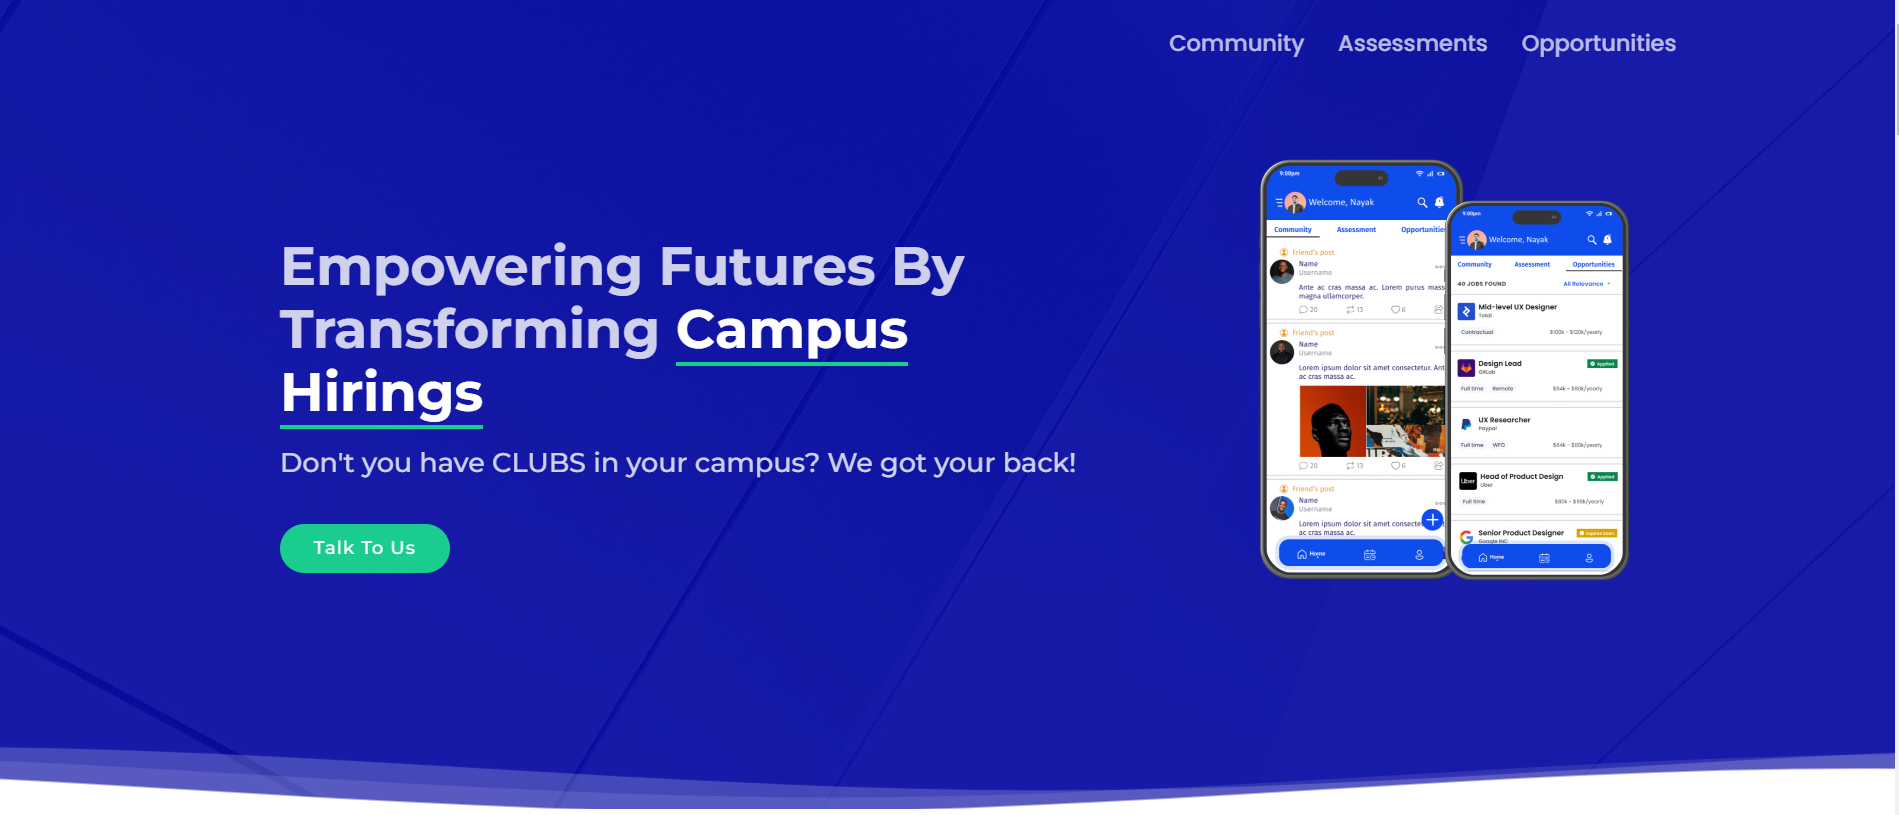 Community Assessments Opportunities
Empowering Futures By
Transforming Campus
Hirings
Don't you have CLUBS in your campus? We got your back!
Talk To Us
9:00pm
Welcome, Nayak
Community Assessment Opportunities
Friend's post
Name
Username
Ante ac cras massa ac. Lorem purus mass
magna ullamcorper.
20 13 6
Friend's post
Name
Username
Lorem ipsum dolor sit amet consectetur. Ant
ac cras massa ac.
20 13 6
Friend's post
Name
Username
Lorem ipsum dolor sit amet consectet
ac cras massa ac.
Home
9:00pm
Welcome, Nayak
Community Assessment Opportunities
40 JOBS FOUND All Relevance
Mid-level UX Designer
Total
Contractual $100k - $120k/yearly
Design Lead Applied
GitLab
Full time Remote $64k - $80k/yearly
UX Researcher
Paypal
Full time WFO $64k - $80k/yearly
Uber Head of Product Design Applied
Uber
Full time $80k - $98k/yearly
Senior Product Designer Expires Soon
Google INC
Home